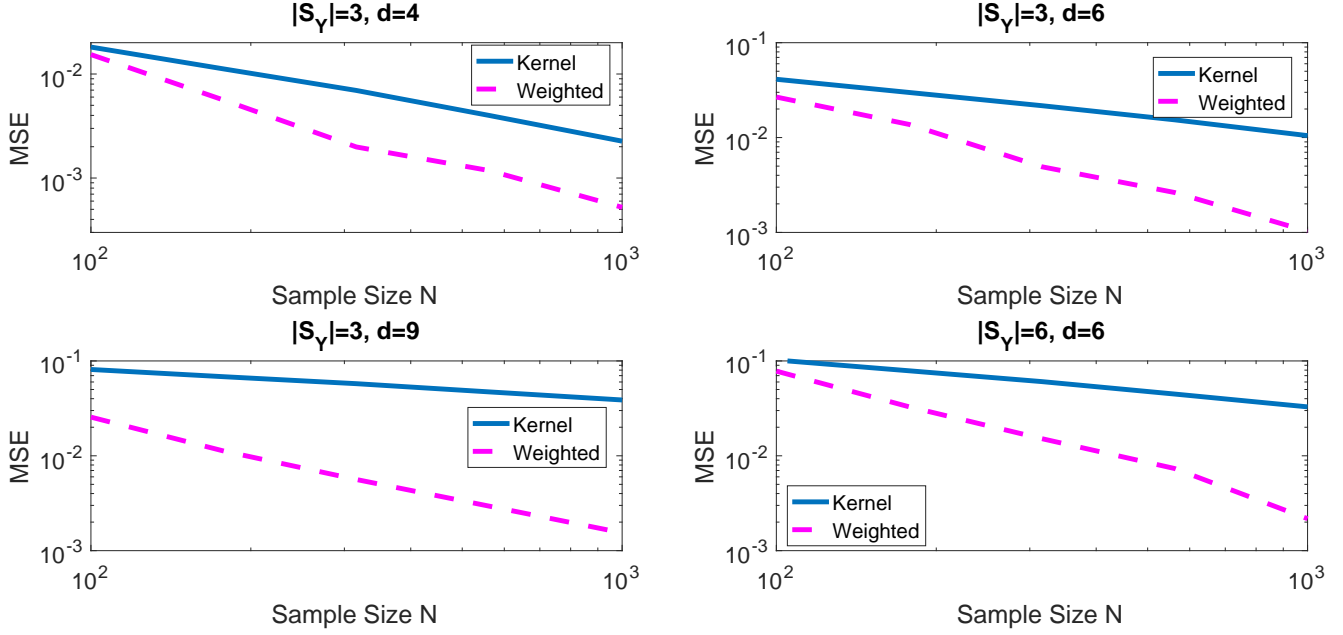 |S_Y|=3, d=4
10^-2
10^-3
MSE
Kernel
Weighted
10^2
10^3
Sample Size N
|S_Y|=3, d=6
10^-1
10^-2
10^-3
MSE
Kernel
Weighted
10^2
10^3
Sample Size N
|S_Y|=3, d=9
10^-1
10^-2
10^-3
MSE
Kernel
Weighted
10^2
10^3
Sample Size N
|S_Y|=6, d=6
10^-1
10^-2
10^-3
MSE
Kernel
Weighted
10^2
10^3
Sample Size N